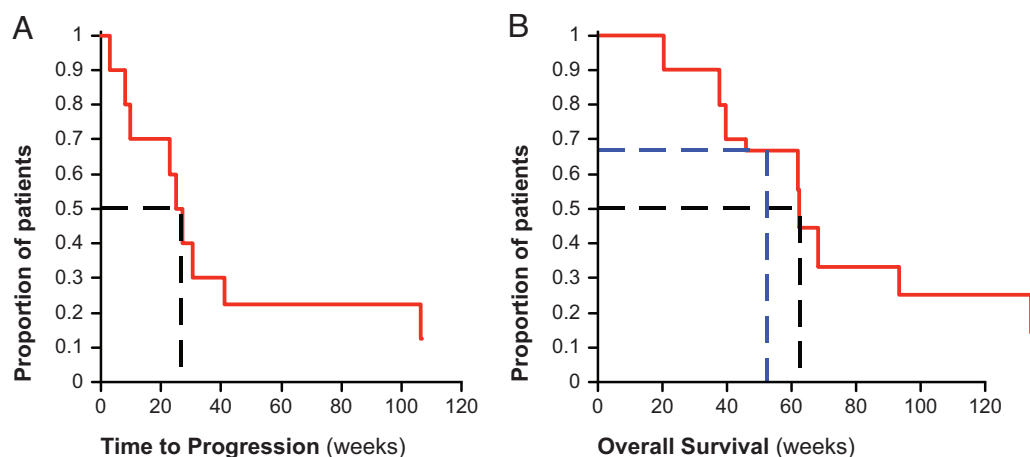 A
Proportion of patients
1
0.9
0.8
0.7
0.6
0.5
0.4
0.3
0.2
0.1
0
0 20 40 60 80 100 120
Time to Progression (weeks)
B
Proportion of patients
1
0.9
0.8
0.7
0.6
0.5
0.4
0.3
0.2
0.1
0
0 20 40 60 80 100 120
Overall Survival (weeks)